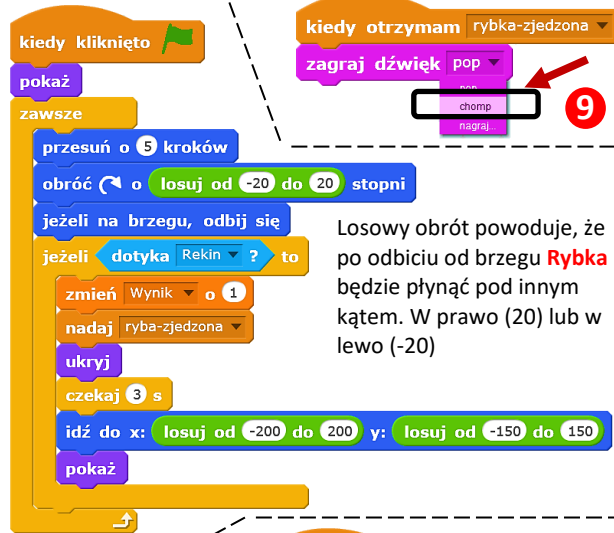 kiedy kliknięto
pokaż
zawsze
przesuń o 5 kroków
obróć o losuj od -20 do 20 stopni
jeżeli na brzegu, odbij się
jeżeli dotyka Rekin ? to
zmień Wynik o 1
nadaj ryba-zjedzona
ukryj
czekaj 3 s
idź do x: losuj od -200 do 200 y: losuj od -150 do 150
pokaż
kiedy otrzymam rybka-zjedzona
zagraj dźwięk pop
pop
chomp
nagraj...
9
Losowy obrót powoduje, że
po odbiciu od brzegu Rybka
będzie płynąć pod innym
kątem. W prawo (20) lub w
lewo (-20)